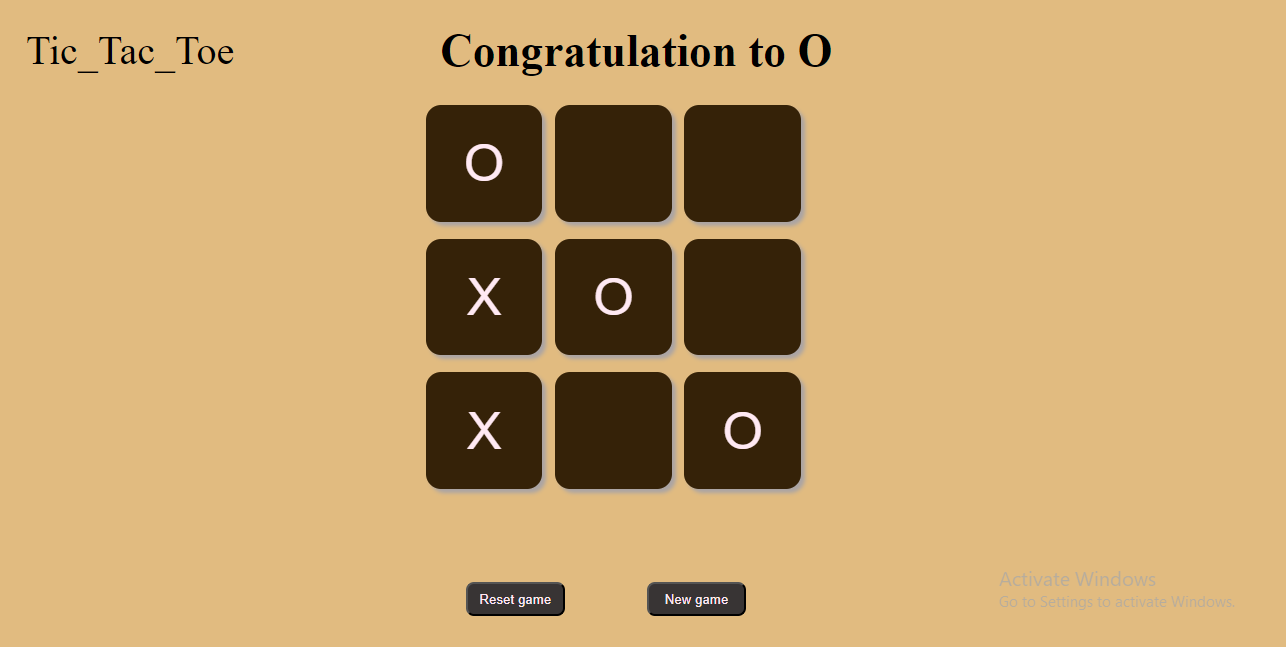 Tic_Tac_Toe
Congratulation to O
O
X O
X O
Reset game New game
Activate Windows
Go to Settings to activate Windows.